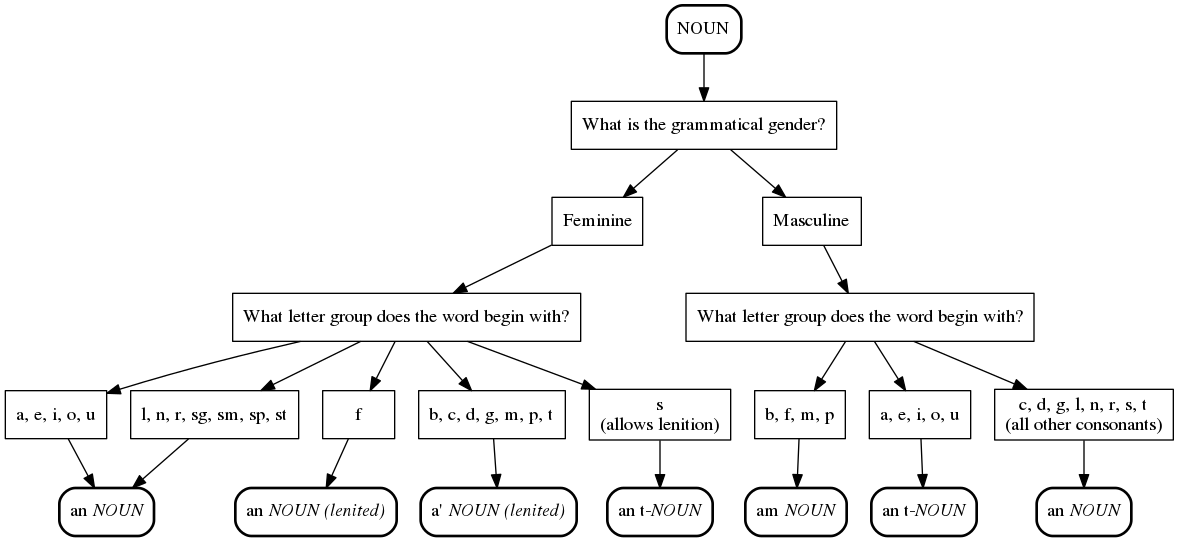 NOUN
What is the grammatical gender?
Feminine
Masculine
What letter group does the word begin with?
What letter group does the word begin with?
a, e, i, o, u
l, n, r, sg, sm, sp, st
f
b, c, d, g, m, p, t
s
(allows lenition)
b, f, m, p
a, e, i, o, u
c, d, g, l, n, r, s, t
(all other consonants)
an NOUN
an NOUN (lenited)
a' NOUN (lenited)
an t-NOUN
am NOUN
an t-NOUN
an NOUN